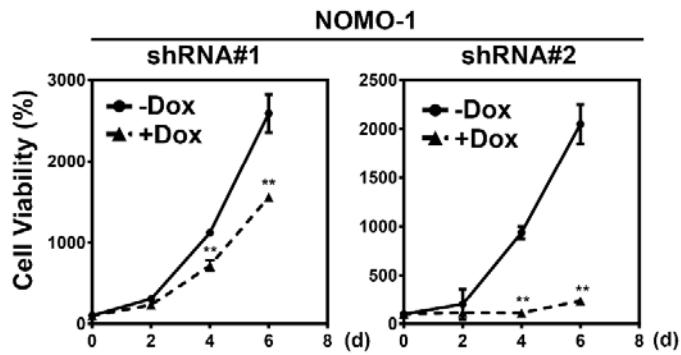 NOMO-1
shRNA#1
shRNA#2
Cell Viability (%)
3000
2000
1000
0
-Dox
+Dox
**
**
0 2 4 6 8 (d)
2500
2000
1500
1000
500
0
-Dox
+Dox
**
**
0 2 4 6 8 (d)